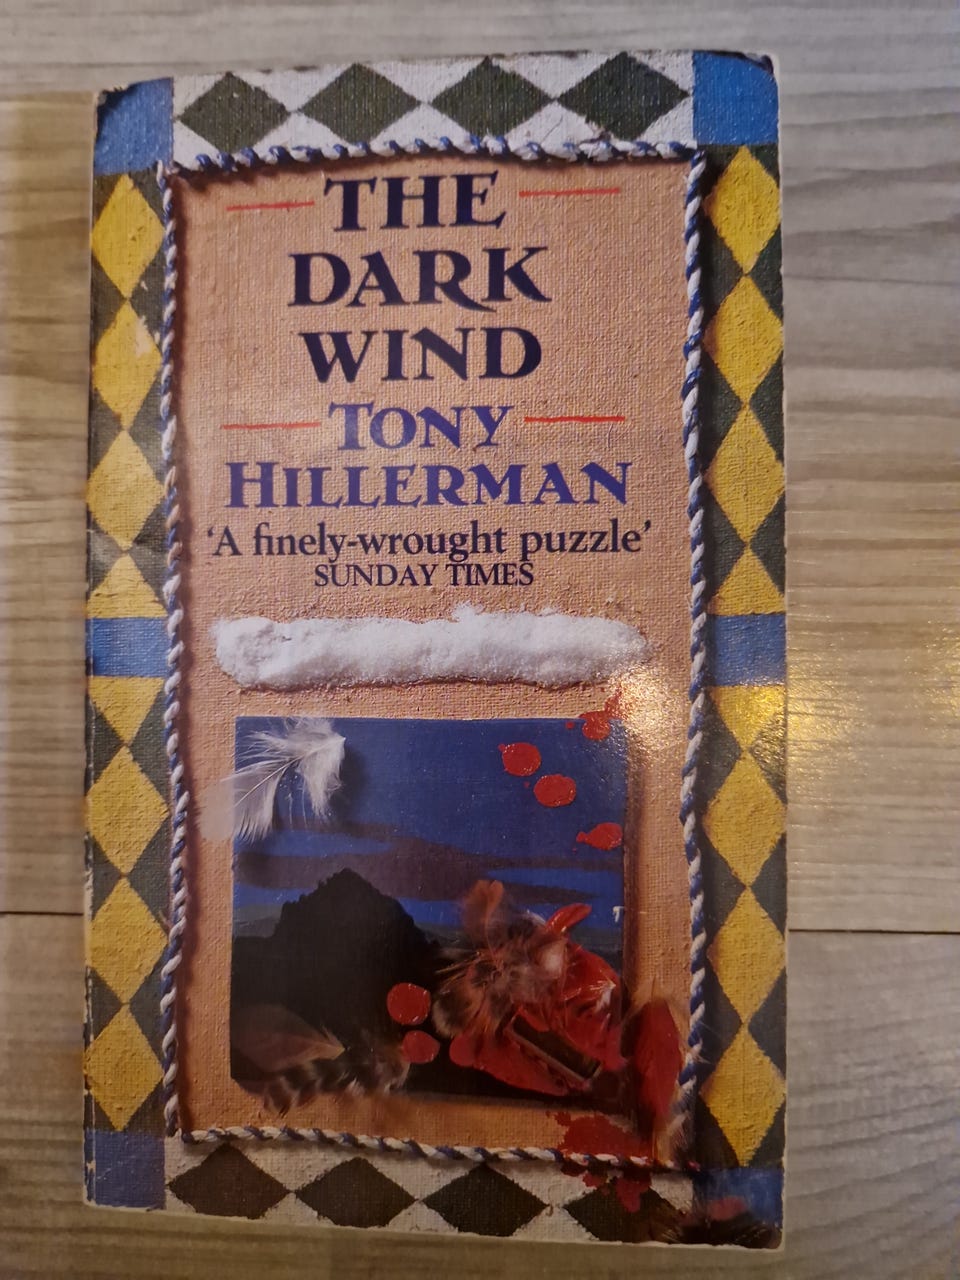 THE
DARK
WIND
TONY
HILLERMAN
'A finely-wrought puzzle'
SUNDAY TIMES